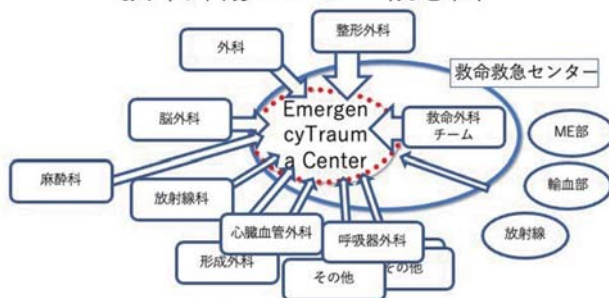 外科
整形外科
救命救急センター
脳外科
Emergen
cyTraum
a Center
救命外科
チーム
ME部
麻酔科
放射線科
輸血部
心臓血管外科
呼吸器外科
放射線
形成外科
その他
その他